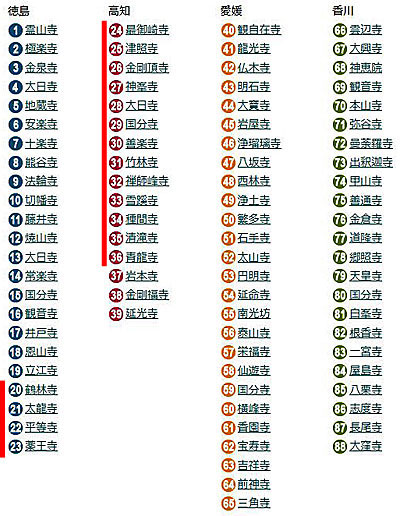 徳島
1 霊山寺
2 極楽寺
3 金泉寺
4 大日寺
5 地蔵寺
6 安楽寺
7 十楽寺
8 熊谷寺
9 法輪寺
10 切幡寺
11 藤井寺
12 焼山寺
13 大日寺
14 常楽寺
15 国分寺
16 観音寺
17 井戸寺
18 恩山寺
19 立江寺
20 鶴林寺
21 太龍寺
22 平等寺
23 薬王寺
高知
24 最御崎寺
25 津照寺
26 金剛頂寺
27 神峯寺
28 大日寺
29 国分寺
30 善楽寺
31 竹林寺
32 禅師峰寺
33 雪蹊寺
34 種間寺
35 清滝寺
36 青龍寺
37 岩本寺
38 金剛福寺
39 延光寺
愛媛
40 観自在寺
41 龍光寺
42 仏木寺
43 明石寺
44 大寶寺
45 岩屋寺
46 浄瑠璃寺
47 八坂寺
48 西林寺
49 浄土寺
50 繁多寺
51 石手寺
52 太山寺
53 円明寺
54 延命寺
55 南光坊
56 泰山寺
57 栄福寺
58 仙遊寺
59 国分寺
60 横峰寺
61 香園寺
62 宝寿寺
63 吉祥寺
64 前神寺
65 三角寺
香川
66 雲辺寺
67 大興寺
68 神恵院
69 観音寺
70 本山寺
71 弥谷寺
72 曼荼羅寺
73 出釈迦寺
74 甲山寺
75 善通寺
76 金倉寺
77 道隆寺
78 郷照寺
79 天皇寺
80 国分寺
81 白峯寺
82 根香寺
83 一宮寺
84 屋島寺
85 八栗寺
86 志度寺
87 長尾寺
88 大窪寺